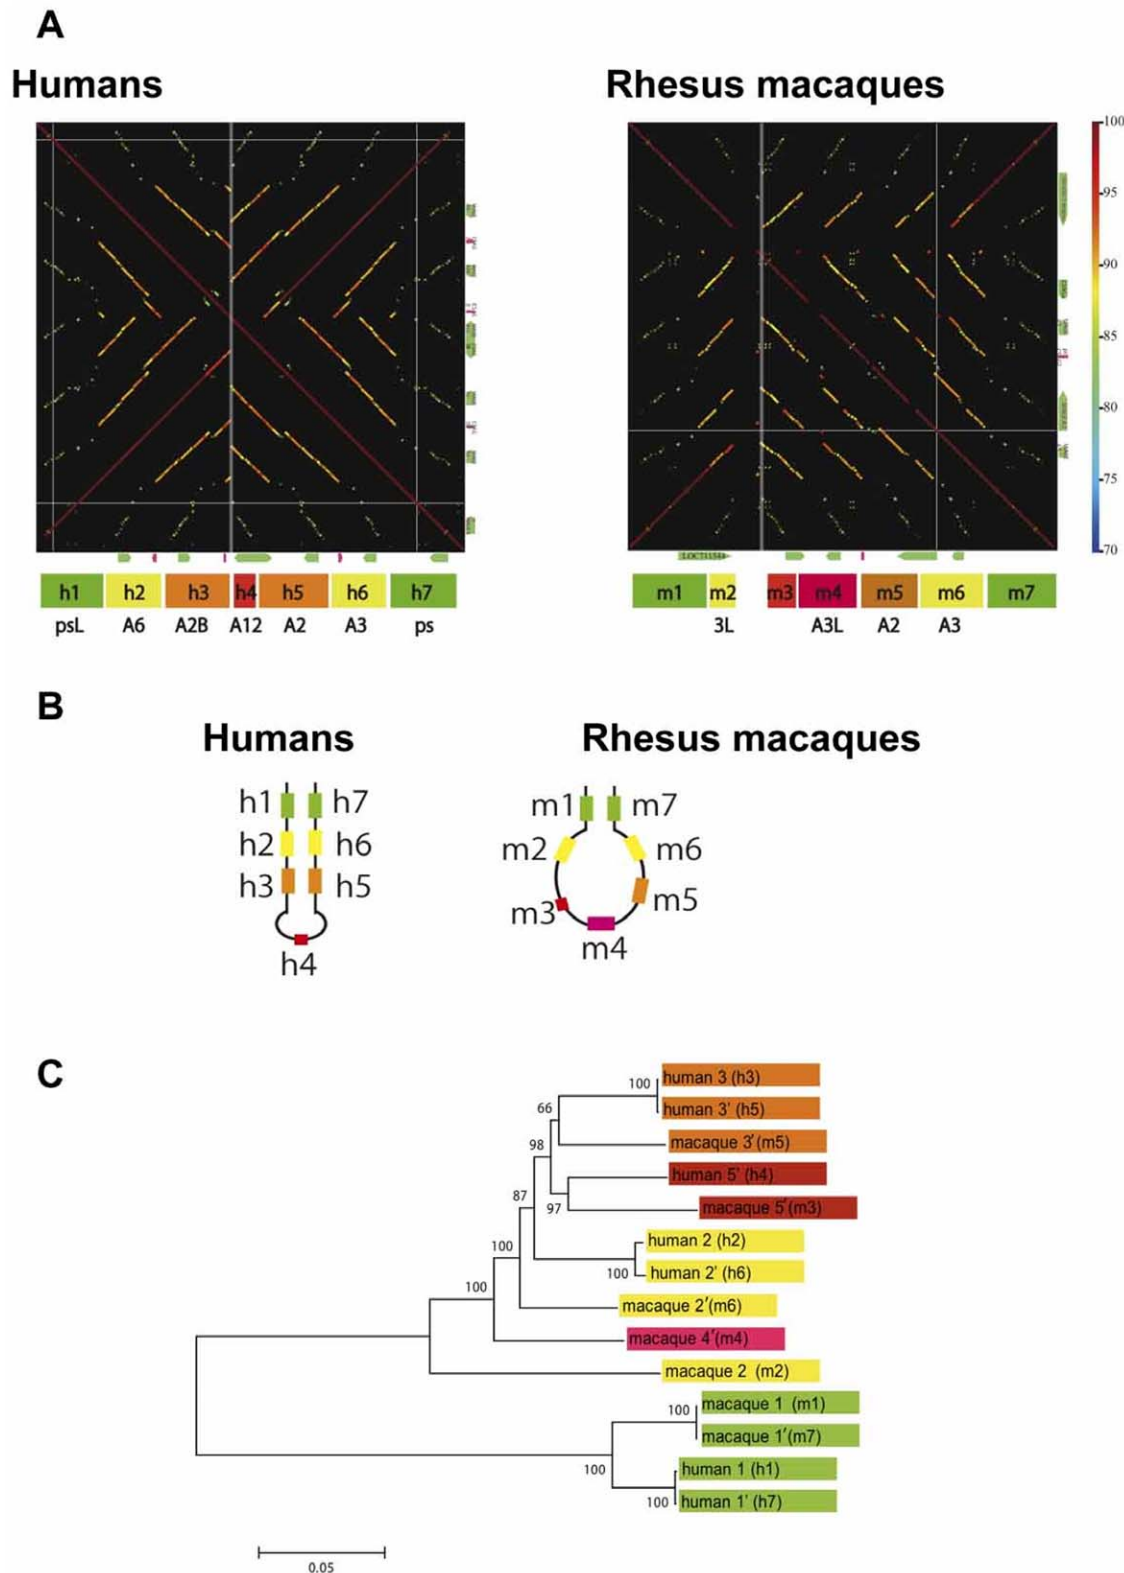 A
Humans
Rhesus macaques
100
95
90
85
80
75
70
h1 h2 h3 h4 h5 h6 h7
psL A6 A2B A12 A2 A3 ps
m1 m2 m3 m4 m5 m6 m7
3L A3L A2 A3
B
Humans
Rhesus macaques
h1 h7
h2 h6
h3 h5
h4
m1 m7
m2 m6
m3 m5
m4
C
100 human 3 (h3)
human 3' (h5)
66
macaque 3'(m5)
98
human 5' (h4)
97
macaque 5'(m3)
87
human 2 (h2)
100 human 2' (h6)
100
macaque 2'(m6)
100
macaque 4'(m4)
macaque 2 (m2)
100 macaque 1 (m1)
macaque 1'(m7)
100
human 1 (h1)
100 human 1' (h7)
0.05